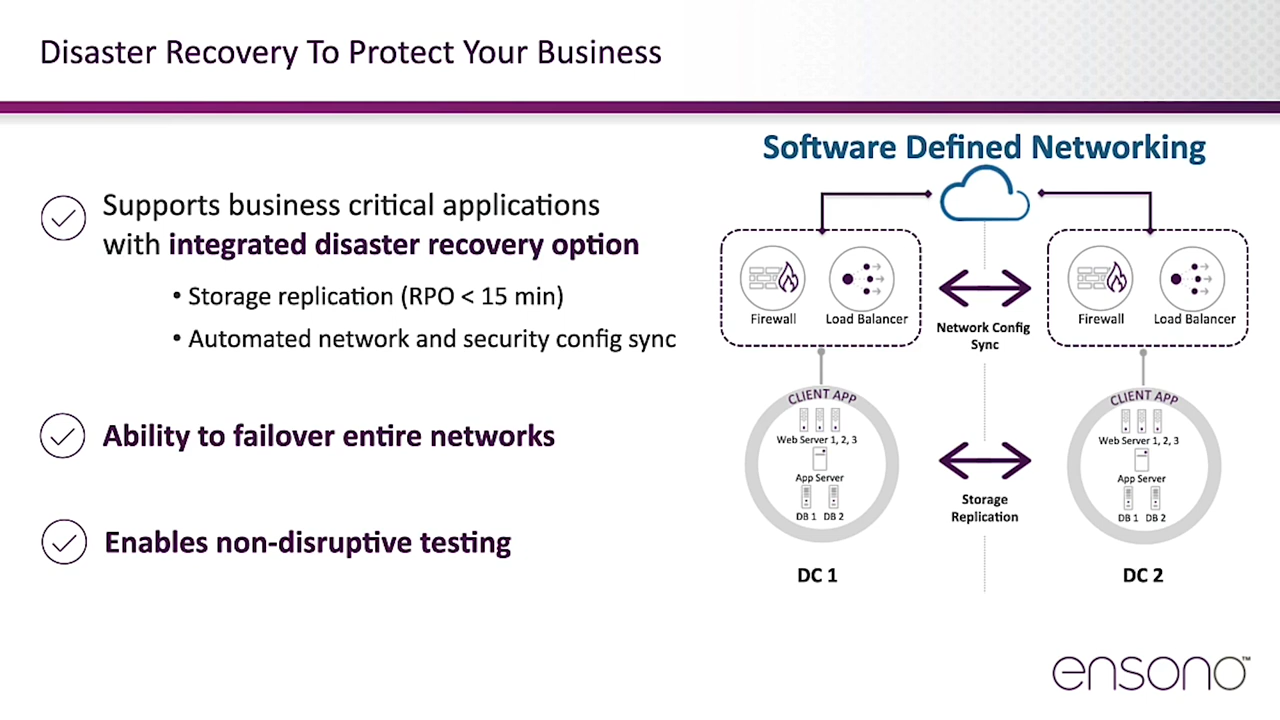 Disaster Recovery To Protect Your Business
Supports business critical applications
with integrated disaster recovery option
• Storage replication (RPO < 15 min)
• Automated network and security config sync
Ability to failover entire networks
Enables non-disruptive testing
Software Defined Networking
Firewall
Load Balancer
Network Config
Sync
Firewall
Load Balancer
CLIENT APP
Web Server 1, 2, 3
App Server
DB 1 DB 2
DC 1
Storage
Replication
CLIENT APP
Web Server 1, 2, 3
App Server
DB 1 DB 2
DC 2
ensono™